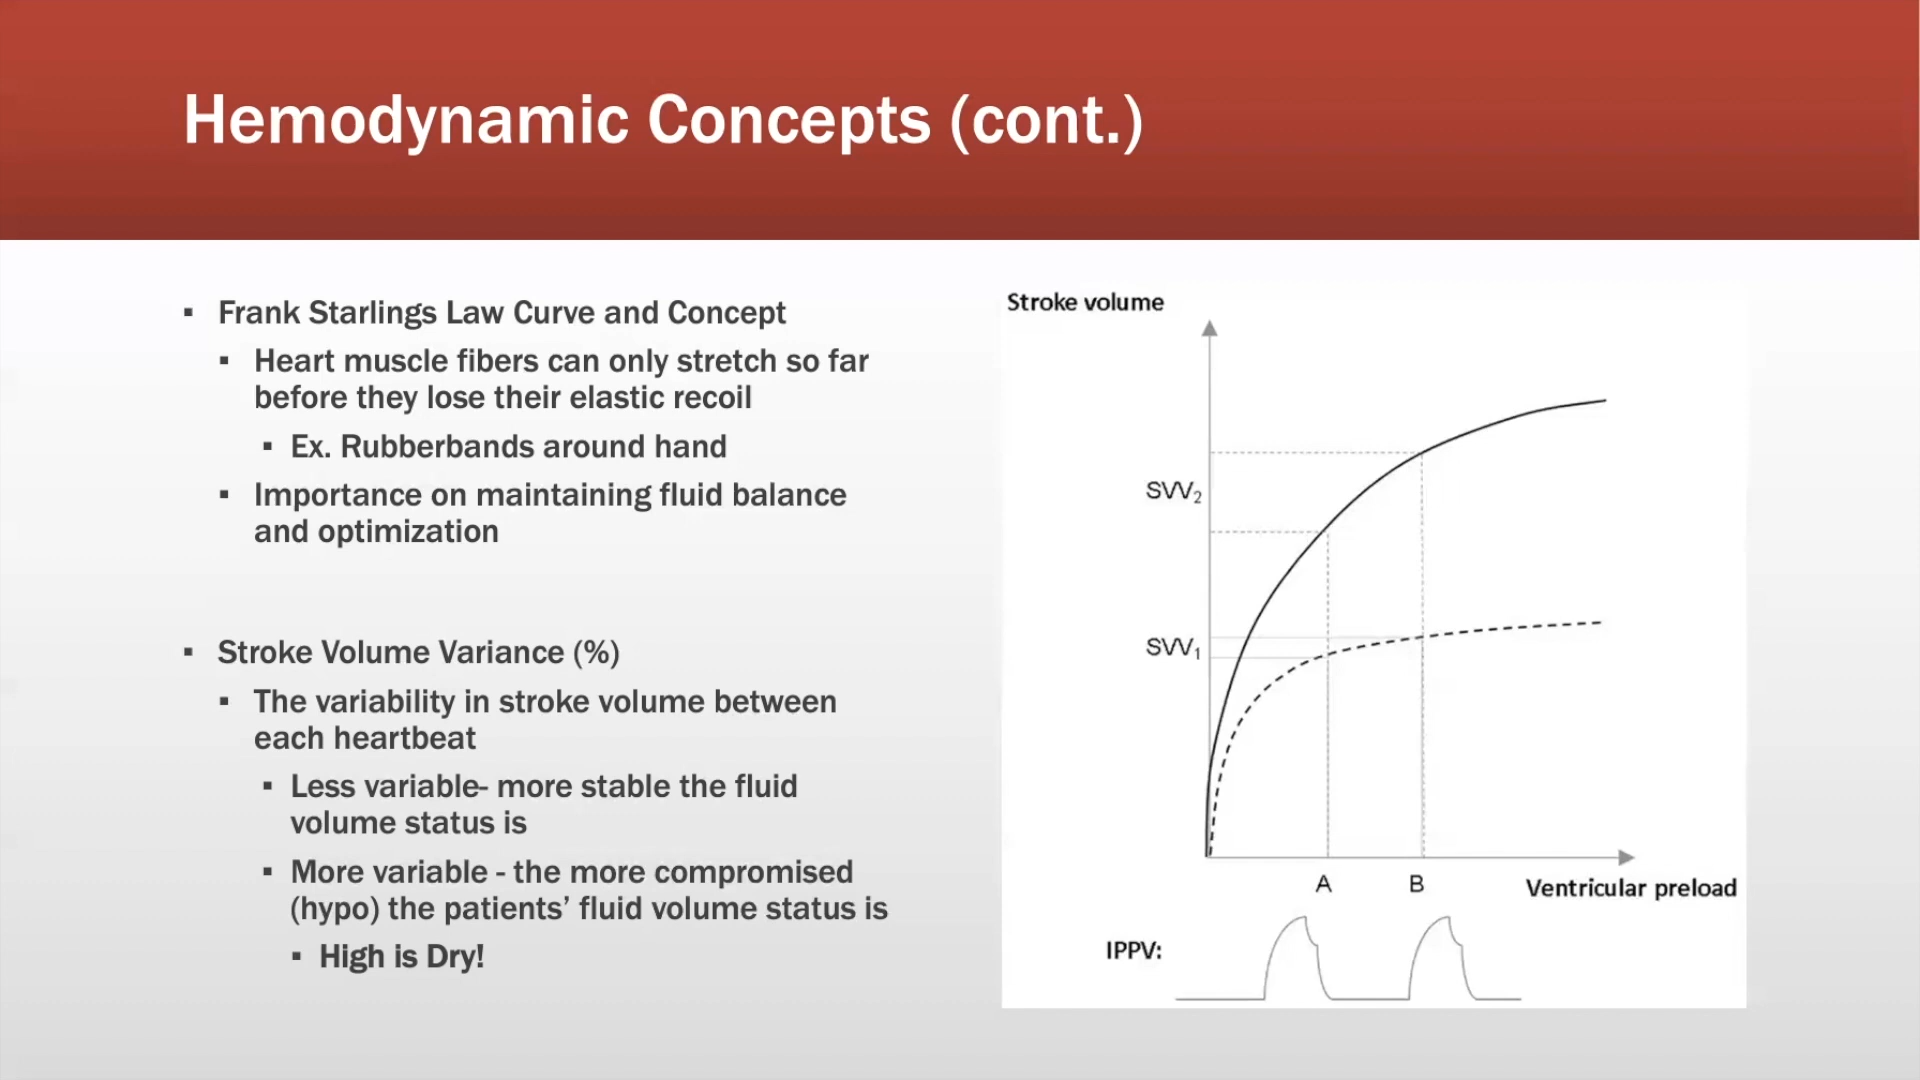 Hemodynamic Concepts (cont.)
▪ Frank Starlings Law Curve and Concept
▪ Heart muscle fibers can only stretch so far
before they lose their elastic recoil
▪ Ex. Rubberbands around hand
▪ Importance on maintaining fluid balance
and optimization
▪ Stroke Volume Variance (%)
▪ The variability in stroke volume between
each heartbeat
▪ Less variable- more stable the fluid
volume status is
▪ More variable - the more compromised
(hypo) the patients’ fluid volume status is
▪ High is Dry!
Stroke volume
SVV₂
SVV₁
A B
Ventricular preload
IPPV: